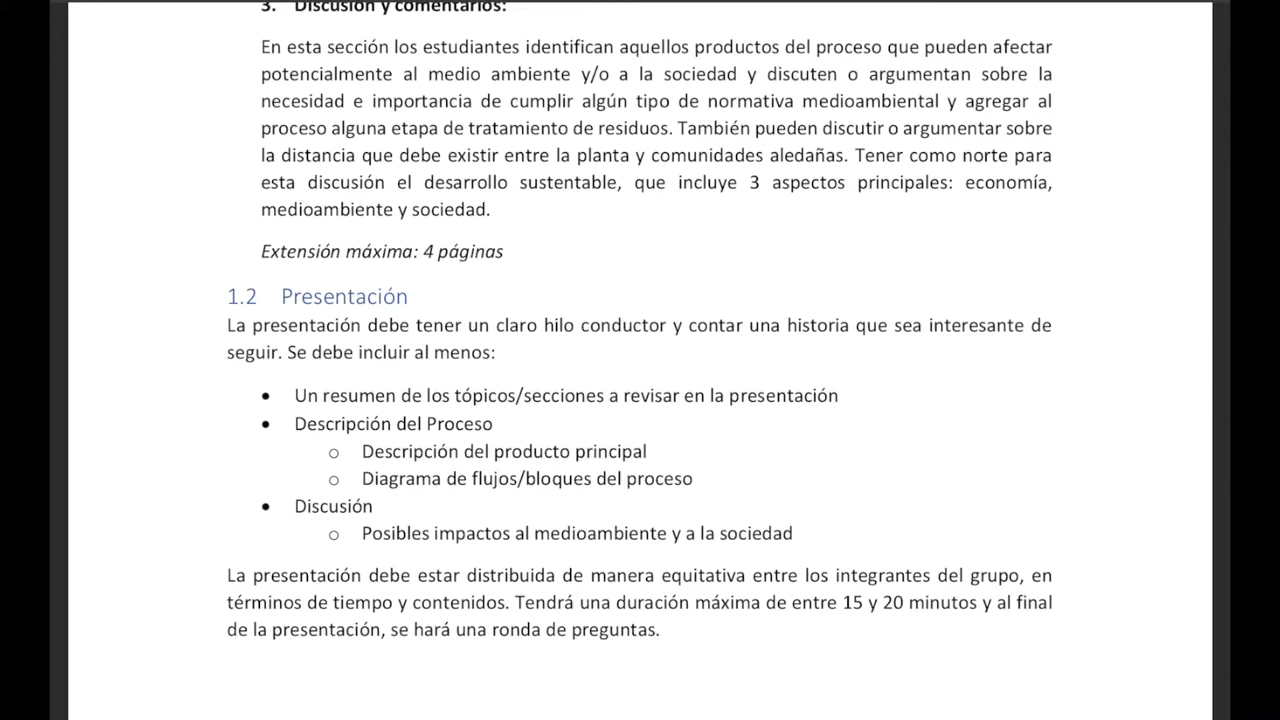 3. Discusión y comentarios:
En esta sección los estudiantes identifican aquellos productos del proceso que pueden afectar
potencialmente al medio ambiente y/o a la sociedad y discuten o argumentan sobre la
necesidad e importancia de cumplir algún tipo de normativa medioambiental y agregar al
proceso alguna etapa de tratamiento de residuos. También pueden discutir o argumentar sobre
la distancia que debe existir entre la planta y comunidades aledañas. Tener como norte para
esta discusión el desarrollo sustentable, que incluye 3 aspectos principales: economía,
medioambiente y sociedad.
Extensión máxima: 4 páginas
1.2 Presentación
La presentación debe tener un claro hilo conductor y contar una historia que sea interesante de
seguir. Se debe incluir al menos:
• Un resumen de los tópicos/secciones a revisar en la presentación
• Descripción del Proceso
o Descripción del producto principal
o Diagrama de flujos/bloques del proceso
• Discusión
o Posibles impactos al medioambiente y a la sociedad
La presentación debe estar distribuida de manera equitativa entre los integrantes del grupo, en
términos de tiempo y contenidos. Tendrá una duración máxima de entre 15 y 20 minutos y al final
de la presentación, se hará una ronda de preguntas.